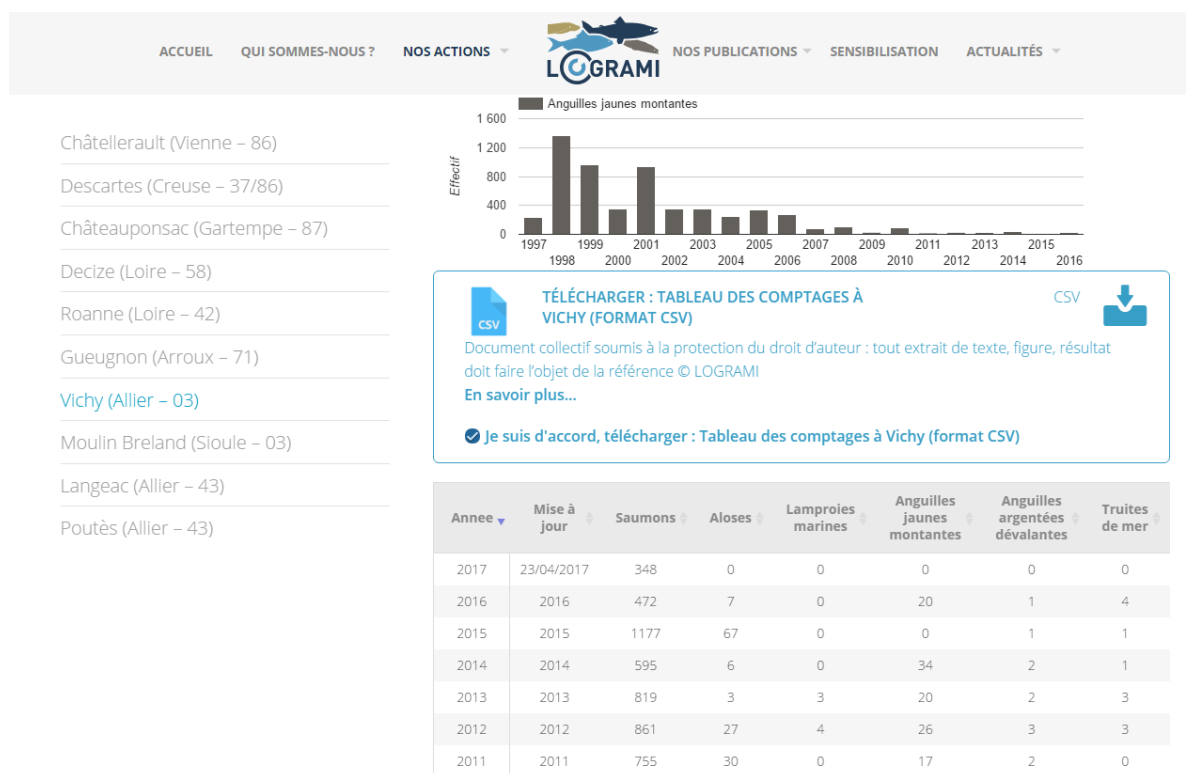 ACCUEIL QUI SOMMES-NOUS ? NOS ACTIONS LOGRAMI NOS PUBLICATIONS SENSIBILISATION ACTUALITÉS
Châtellerault (Vienne – 86)
Descartes (Creuse – 37/86)
Châteauponsac (Gartempe – 87)
Decize (Loire – 58)
Roanne (Loire – 42)
Gueugnon (Arroux – 71)
Vichy (Allier – 03)
Moulin Breland (Sioule – 03)
Langeac (Allier – 43)
Poutès (Allier – 43)
Anguilles jaunes montantes
Effectif
1 600
1 200
800
400
0
1997 1999 2001 2003 2005 2007 2009 2011 2013 2015
1998 2000 2002 2004 2006 2008 2010 2012 2014 2016
CSV
TÉLÉCHARGER : TABLEAU DES COMPTAGES À
VICHY (FORMAT CSV)
CSV
Document collectif soumis à la protection du droit d’auteur : tout extrait de texte, figure, résultat
doit faire l’objet de la référence © LOGRAMI
En savoir plus...
Je suis d'accord, télécharger : Tableau des comptages à Vichy (format CSV)
Annee Mise à jour Saumons Aloses Lamproies marines Anguilles jaunes montantes Anguilles argentées dévalantes Truites de mer
2017 23/04/2017 348 0 0 0 0 0
2016 2016 472 7 0 20 1 4
2015 2015 1177 67 0 0 1 1
2014 2014 595 6 0 34 2 1
2013 2013 819 3 3 20 2 3
2012 2012 861 27 4 26 3 3
2011 2011 755 30 0 17 2 0